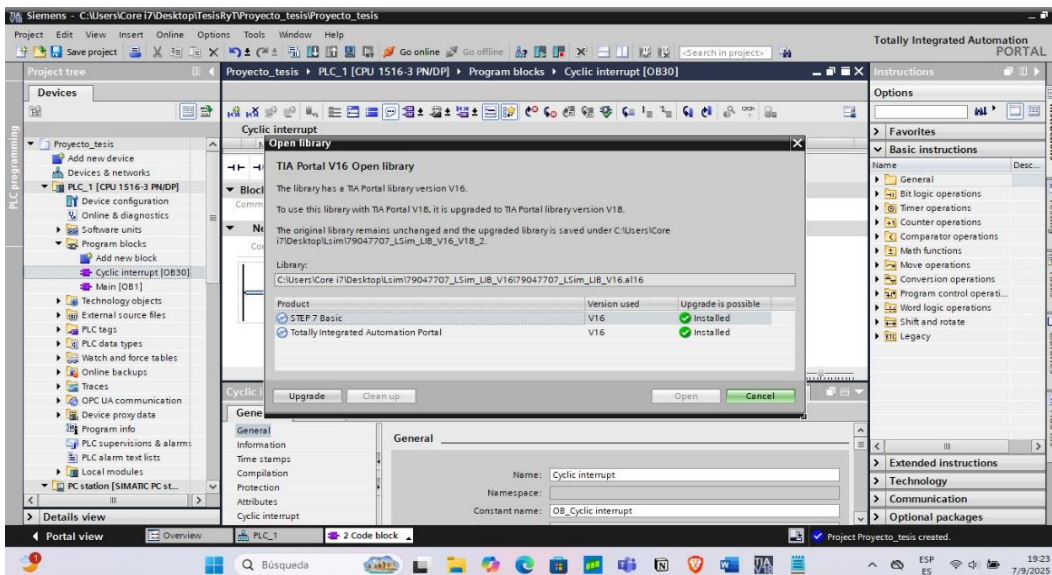 Siemens - C:\Users\Core i7\Desktop\TesisRyT\Proyecto_tesis\Proyecto_tesis
Project Edit View Insert Online Options Tools Window Help
Totally Integrated Automation
PORTAL
Save project Go online Go offline <Search in project>
Project tree
Proyecto_tesis PLC_1 [CPU 1516-3 PN/DP] Program blocks Cyclic interrupt [OB30]
Instructions
Devices
Options
PLC programming
Cyclic interrupt
Favorites
Basic instructions
Name Desc...
General
Bit logic operations
Timer operations
Counter operations
Comparator operations
Math functions
Move operations
Conversion operations
Program control operati...
Word logic operations
Shift and rotate
Legacy
Proyecto_tesis
Add new device
Devices & networks
PLC_1 [CPU 1516-3 PN/DP]
Device configuration
Online & diagnostics
Software units
Program blocks
Add new block
Cyclic interrupt [OB30]
Main [OB1]
Technology objects
External source files
PLC tags
PLC data types
Watch and force tables
Online backups
Traces
OPC UA communication
Device proxy data
Program info
PLC supervisions & alarms
PLC alarm text lists
Local modules
PC station [SIMATIC PC st...
Details view
Open library
TIA Portal V16 Open library
The library has a TIA Portal library version V16.
To use this library with TIA Portal V18, it is upgraded to TIA Portal library version V18.
The original library remains unchanged and the upgraded library is saved under C:\Users\Core
i7\Desktop\Lsim\79047707_LSim_LIB_V16_V18_2.
Library:
C:\Users\Core i7\Desktop\Lsim\79047707_LSim_LIB_V16\79047707_LSim_LIB_V16.al16
Product Version used Upgrade is possible
STEP 7 Basic V16 Installed
Totally Integrated Automation Portal V16 Installed
Upgrade Clean up Open Cancel
Bloc
Comm
Ne
Co
Cyclic i
Gene
General
Information
Time stamps
Compilation
Protection
Attributes
Cyclic interrupt
General
Name: Cyclic interrupt
Namespace:
Constant name: OB_Cyclic interrupt
Extended instructions
Technology
Communication
Optional packages
Portal view Overview PLC_1 2 Code block
Project Proyecto_tesis created.
Búsqueda
ESP
ES
19:23
7/9/2025